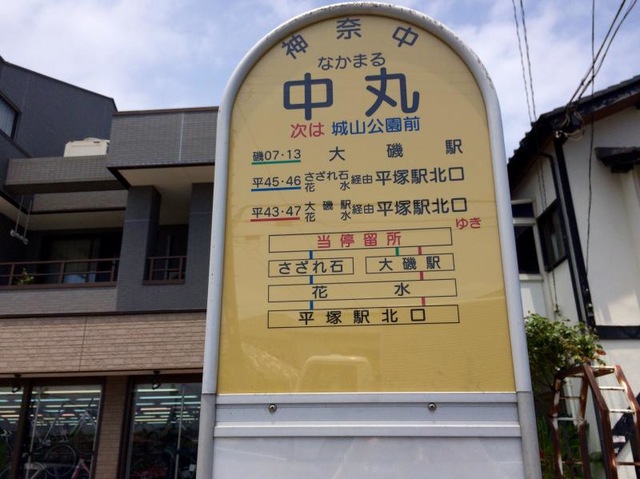 神奈中
なかまる
中丸
次は 城山公園前
磯07・13 大磯駅
平45・46 さざれ石 花水 経由 平塚駅北口
平43・47 大磯駅 花水 経由 平塚駅北口
ゆき
当停留所
さざれ石 大磯駅
花水
平塚駅北口